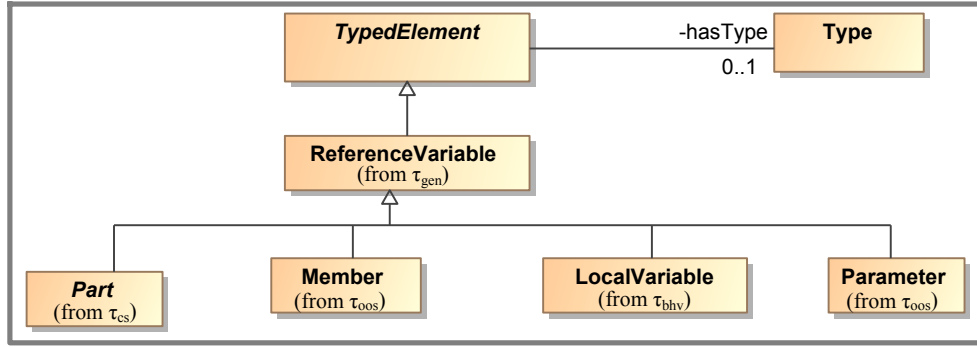 TypedElement
-hasType
0..1
Type
ReferenceVariable
(from τgen)
Part
(from τcs)
Member
(from τoos)
LocalVariable
(from τbhv)
Parameter
(from τoos)